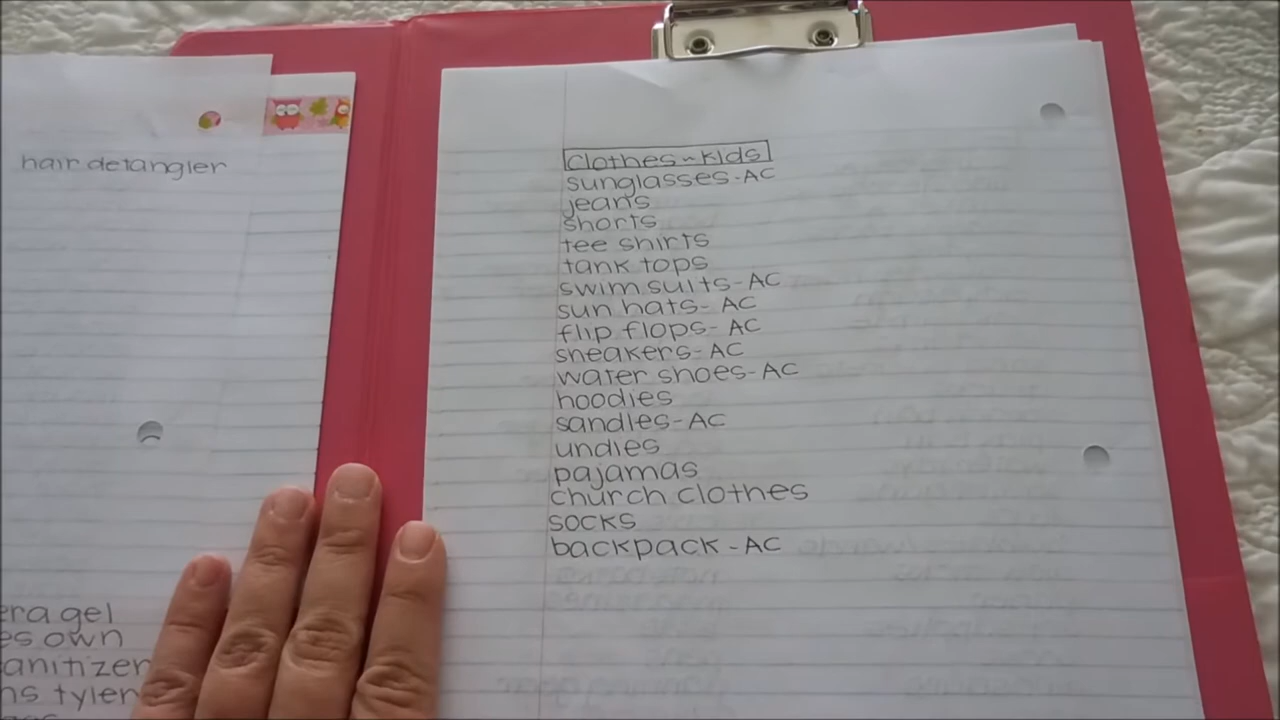 hair detangler
era gel
es own
anitizer
ns tyler
Clothes~Kids
sunglasses-AC
jeans
shorts
tee shirts
tank tops
swim suits-AC
sun hats-AC
flip flops-AC
sneakers-AC
water shoes-AC
hoodies
sandles-AC
undies
pajamas
church clothes
socks
backpack-AC